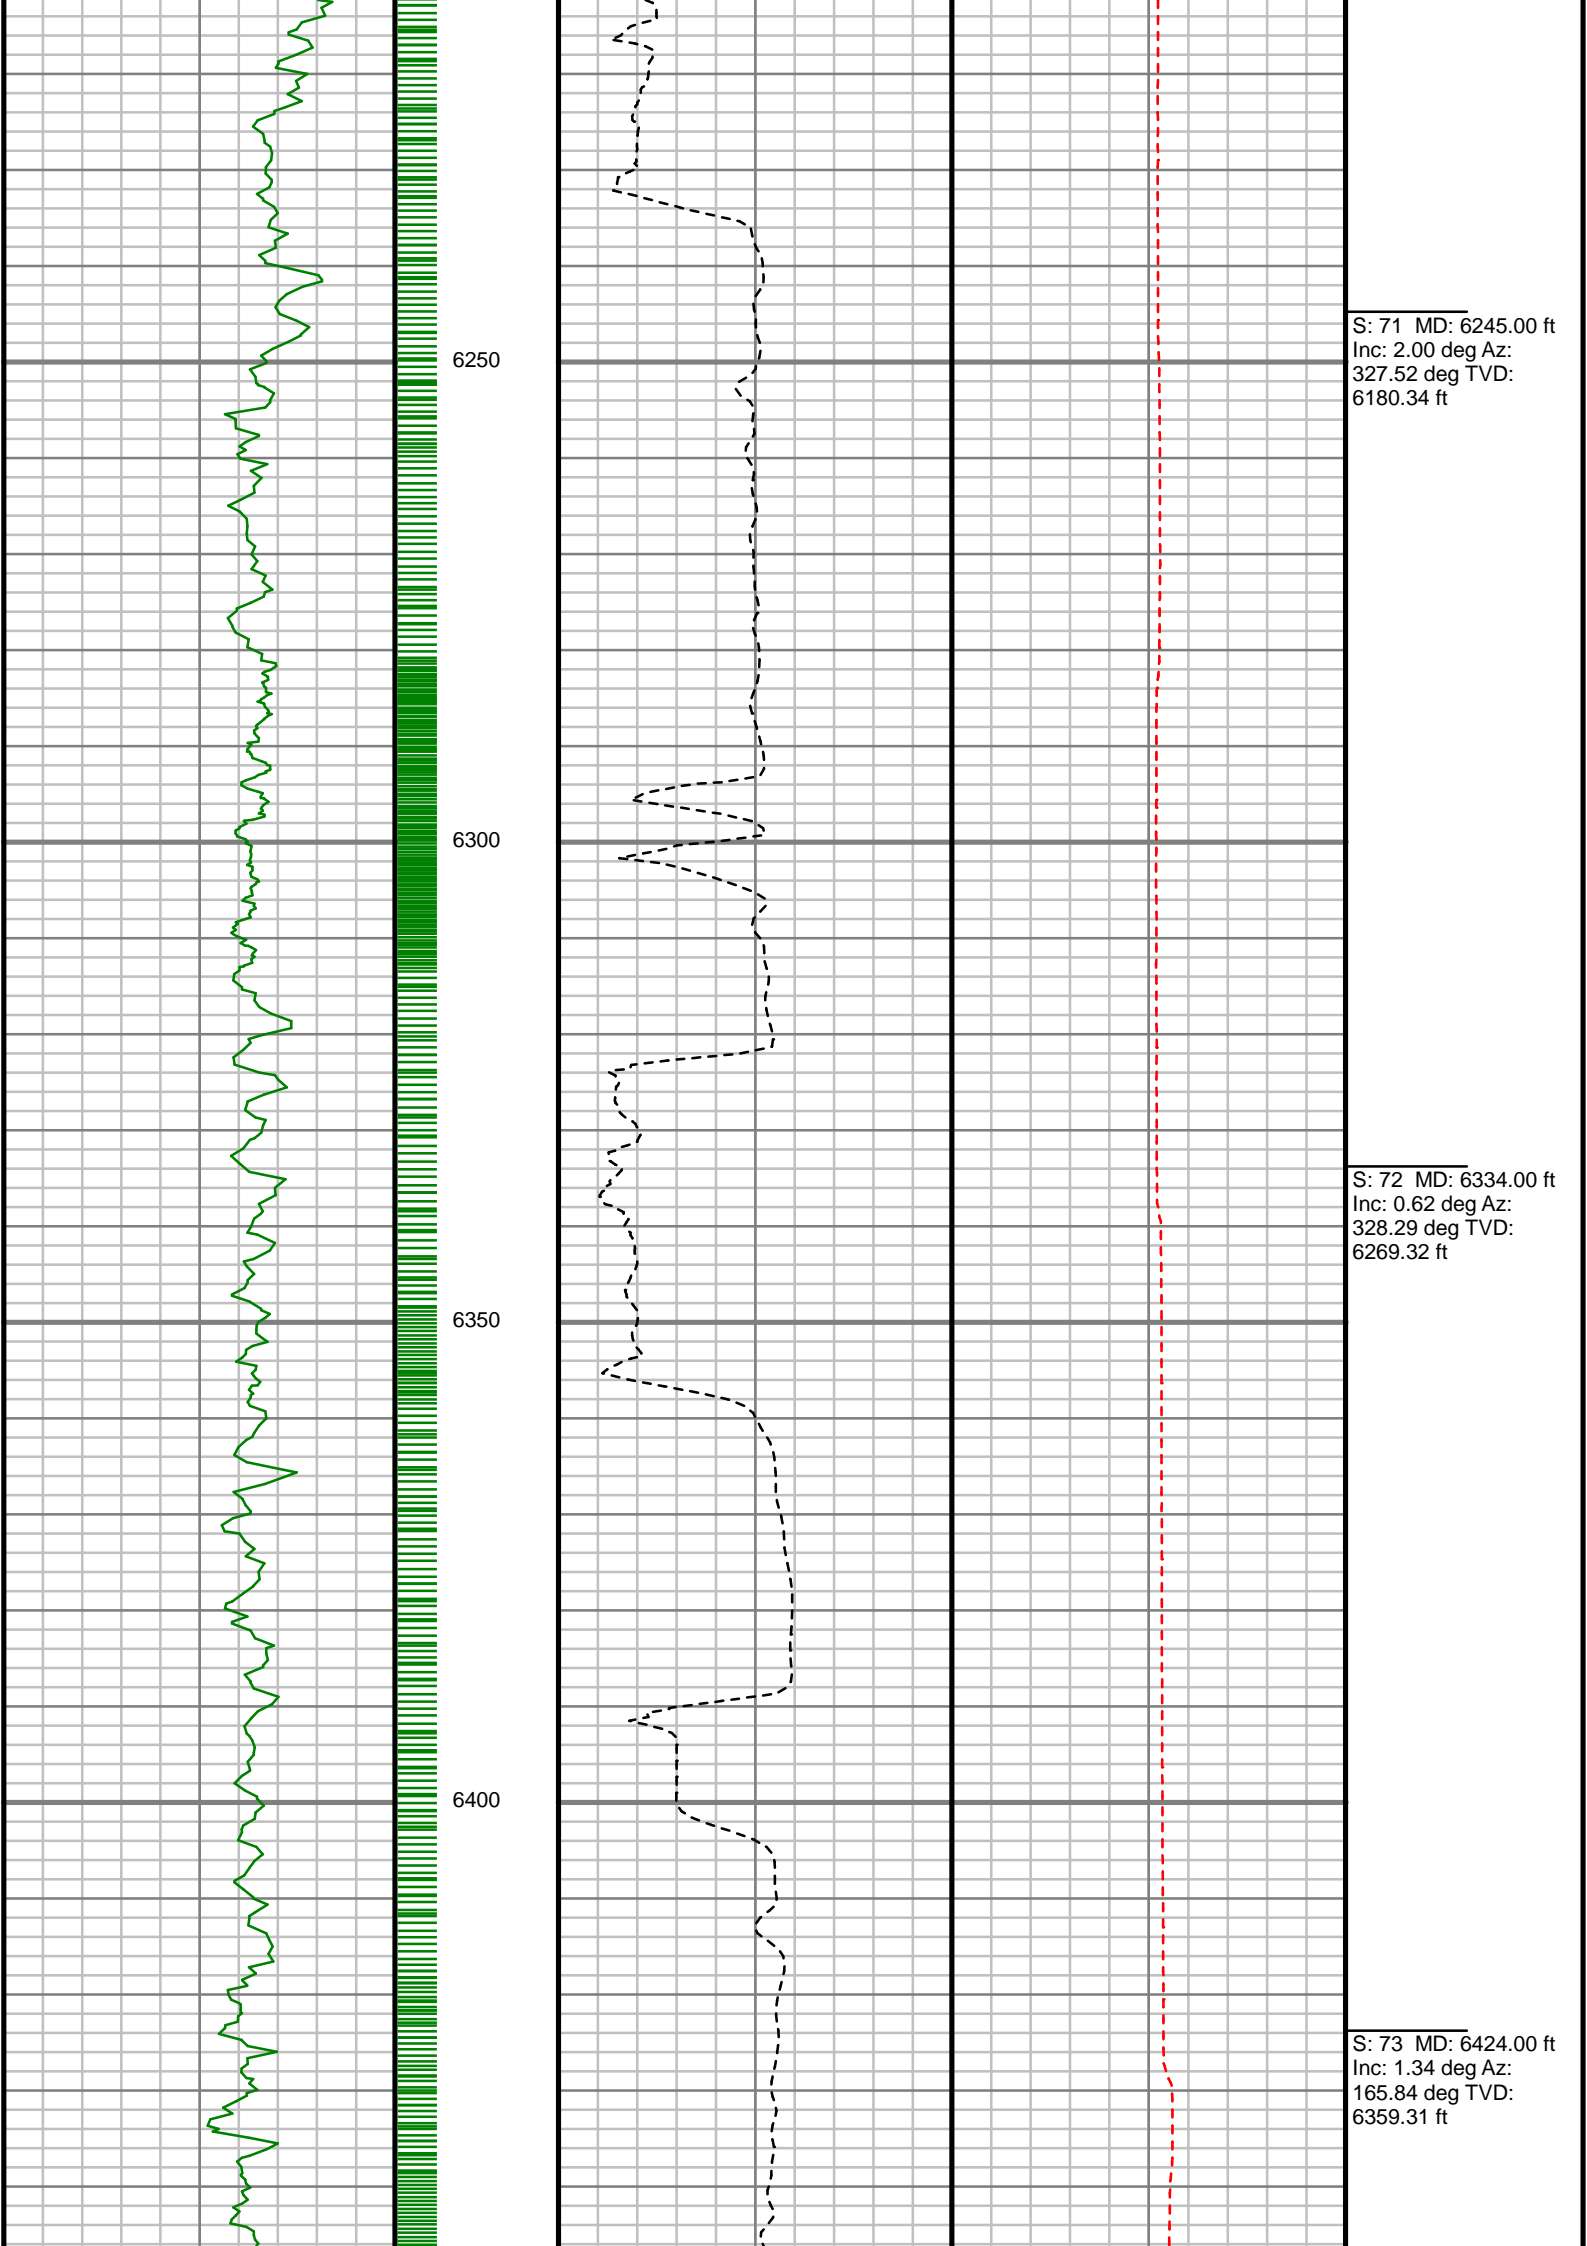 S: 71 MD: 6245.00 ft
Inc: 2.00 deg Az:
327.52 deg TVD:
6180.34 ft
6250
6300
S: 72 MD: 6334.00 ft
Inc: 0.62 deg Az:
328.29 deg TVD:
6269.32 ft
6350
6400
S: 73 MD: 6424.00 ft
Inc: 1.34 deg Az:
165.84 deg TVD:
6359.31 ft